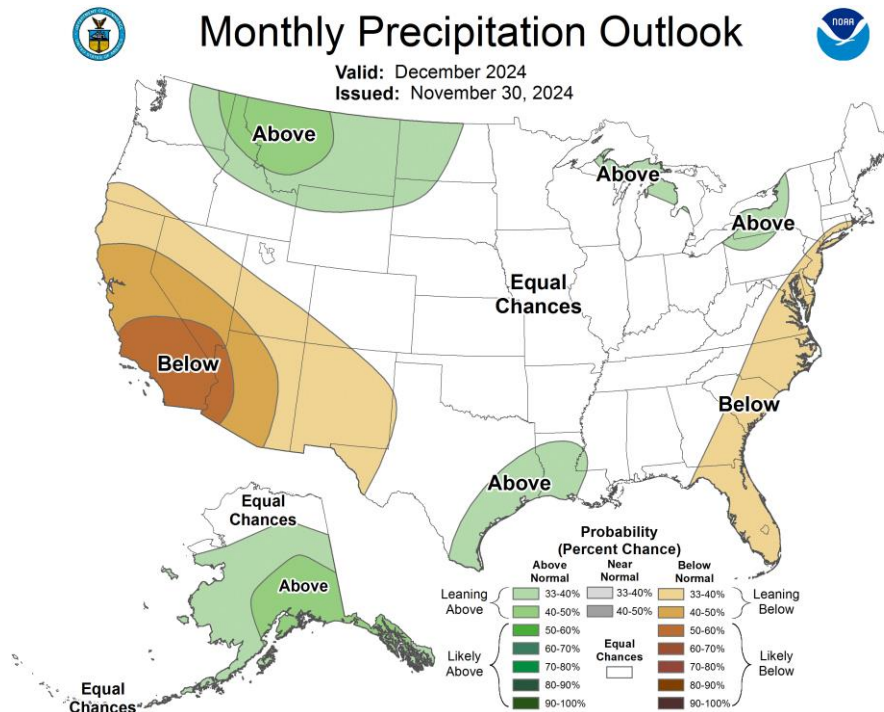 Monthly Precipitation Outlook
NOAA
Valid: December 2024
Issued: November 30, 2024
Above
Above
Above
Equal
Chances
Below
Below
Above
Equal
Chances
Above
Equal
Chances
Probability
(Percent Chance)
Above
Normal
Near
Normal
Below
Normal
Leaning
Above
33-40%
40-50%
33-40%
40-50%
33-40%
40-50%
Leaning
Below
Likely
Above
50-60%
60-70%
70-80%
80-90%
90-100%
Equal
Chances
50-60%
60-70%
70-80%
80-90%
90-100%
Likely
Below